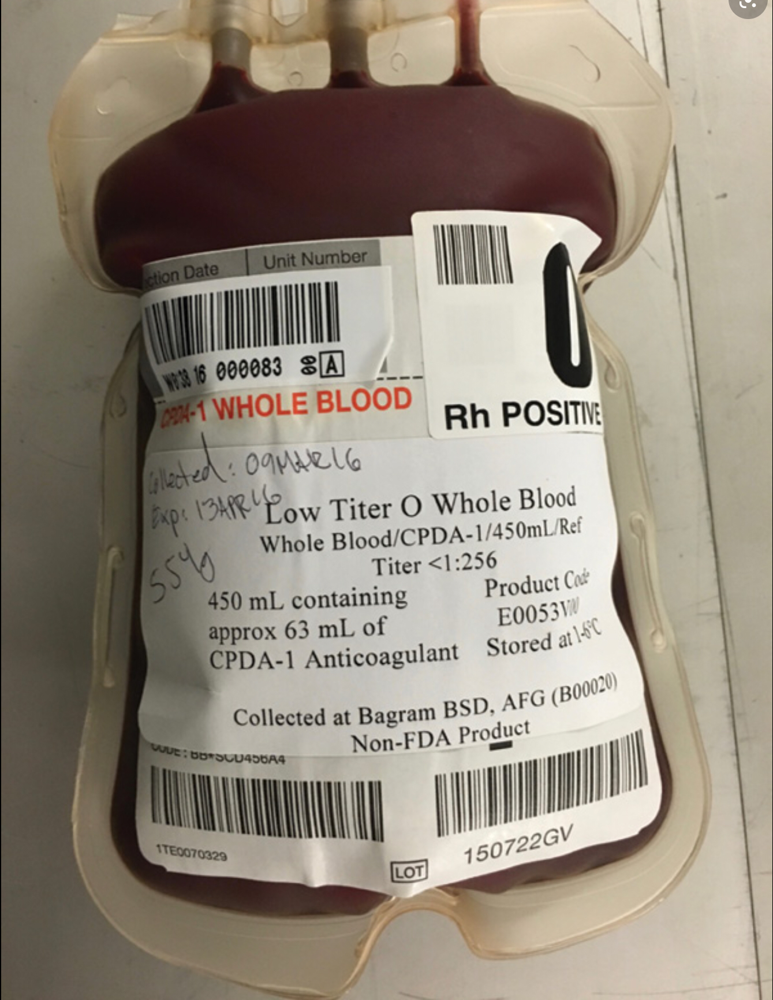 ction Date | Unit Number
W038 16 000083 00 A
CPDA-1 WHOLE BLOOD
O
Rh POSITIVE
Collected: 09MAR16
Exp: 13APR16
554g
Low Titer O Whole Blood
Whole Blood/CPDA-1/450mL/Ref
Titer <1:256
450 mL containing
approx 63 mL of
CPDA-1 Anticoagulant
Product Code
E0053V00
Stored at 1-6°C
Collected at Bagram BSD, AFG (B00020)
Non-FDA Product
CODE: BB*SCD456A4
1TE0070329
LOT
150722GV